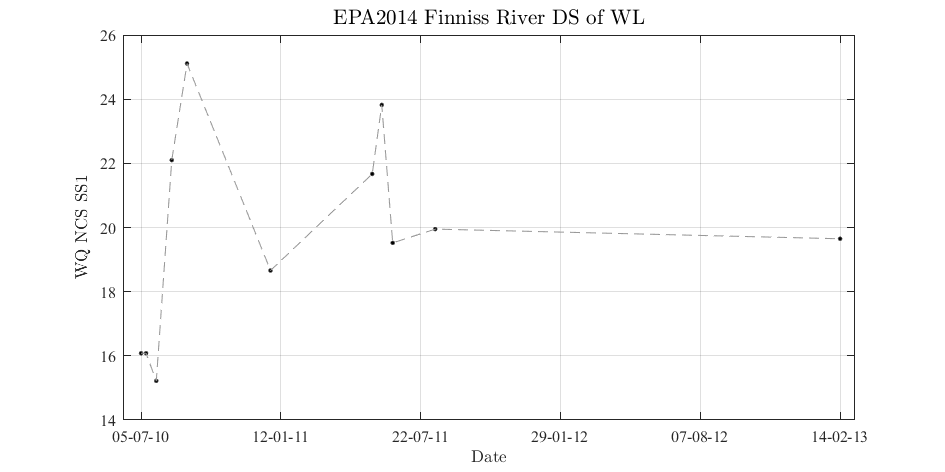 EPA2014 Finniss River DS of WL
26
24
22
20
18
16
14
WQ NCS SS1
05-07-10 12-01-11 22-07-11 29-01-12 07-08-12 14-02-13
Date